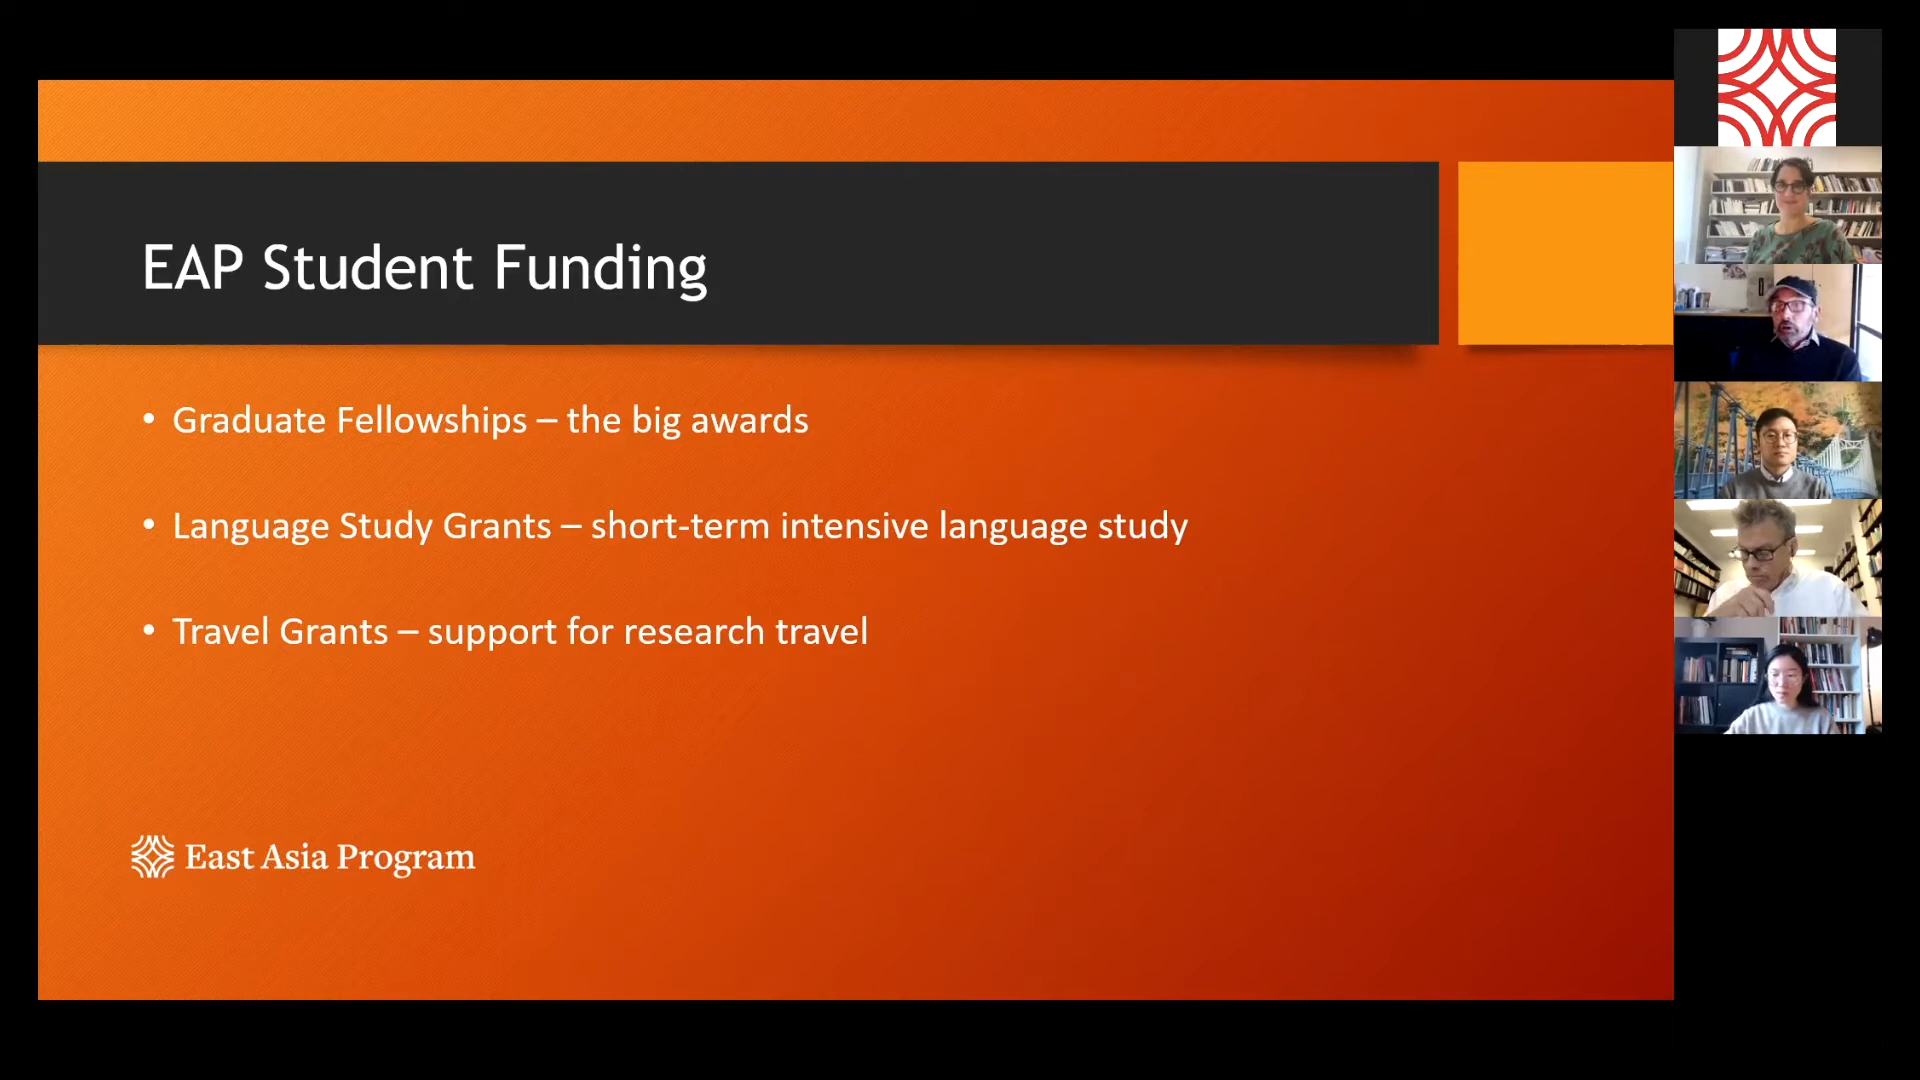 EAP Student Funding
• Graduate Fellowships – the big awards
• Language Study Grants – short-term intensive language study
• Travel Grants – support for research travel
East Asia Program